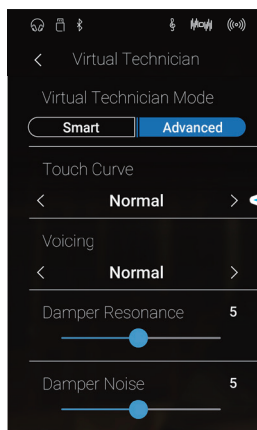 Virtual Technician
Virtual Technician Mode
Smart Advanced
Touch Curve
Normal
Voicing
Normal
Damper Resonance 5
Damper Noise 5